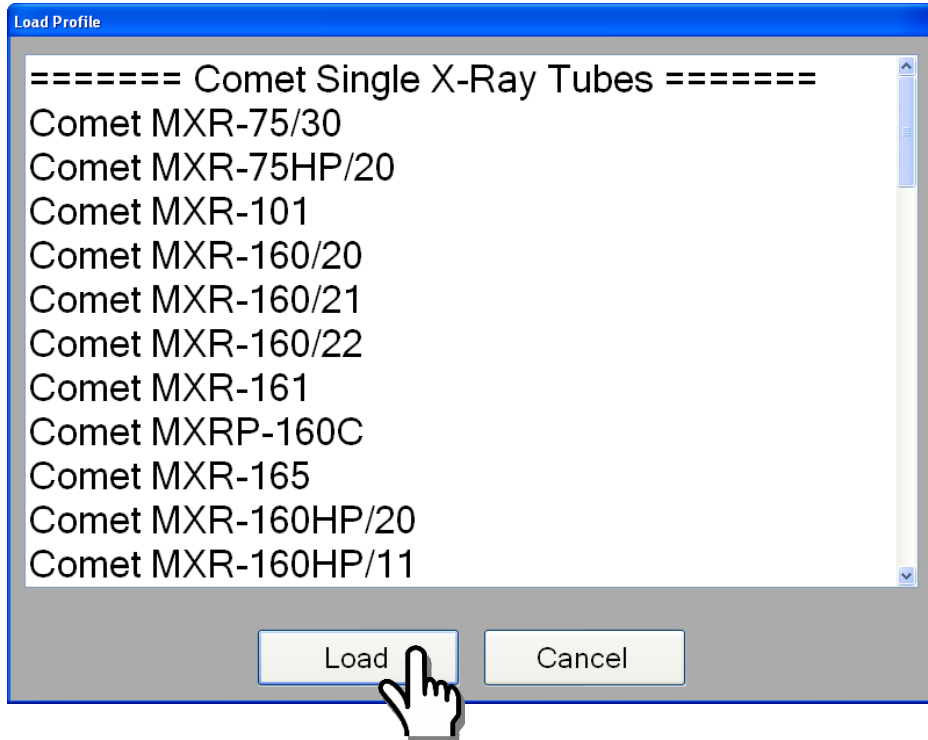 Load Profile
======= Comet Single X-Ray Tubes =======
Comet MXR-75/30
Comet MXR-75HP/20
Comet MXR-101
Comet MXR-160/20
Comet MXR-160/21
Comet MXR-160/22
Comet MXR-161
Comet MXRP-160C
Comet MXR-165
Comet MXR-160HP/20
Comet MXR-160HP/11
Load Cancel